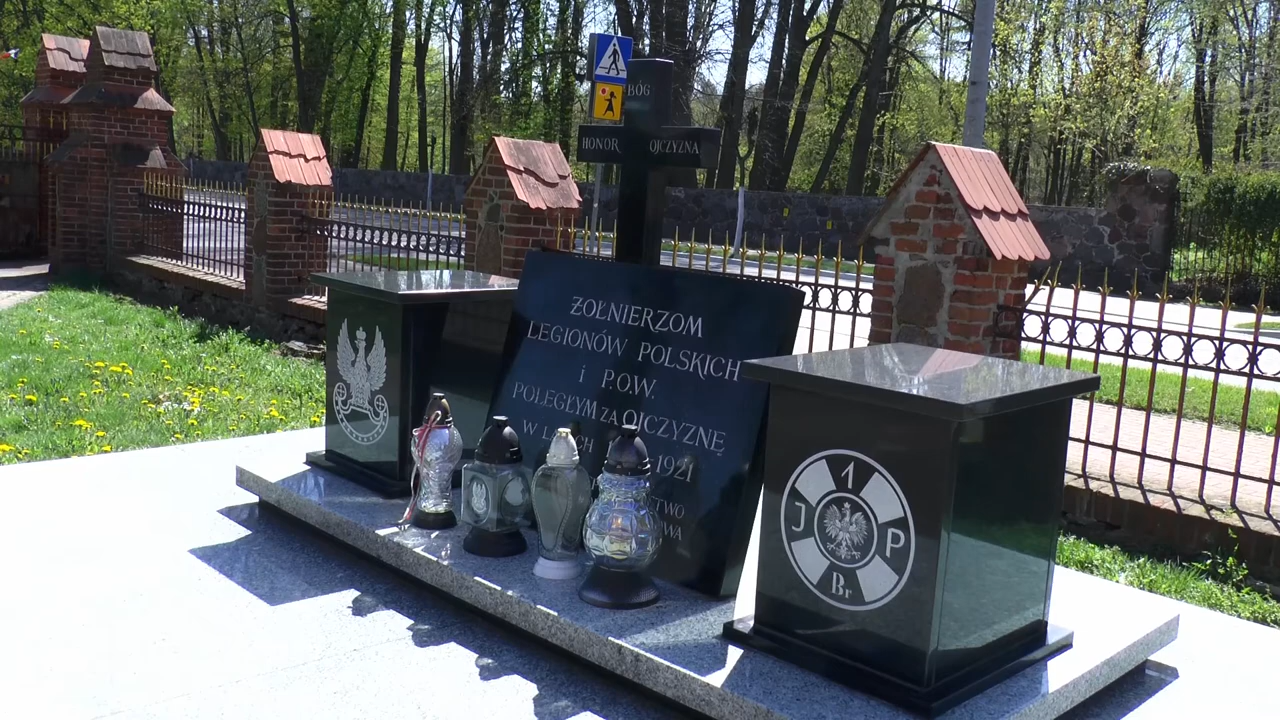 BÓG
HONOR OJCZYZNA
ŻOŁNIERZOM
LEGIONÓW POLSKICH
i P.O.W.
POLEGŁYM ZA OJCZYZNĘ
1921
1
J P
Br